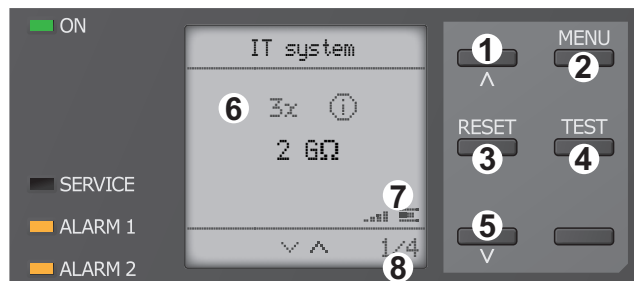 ON
IT system
1
MENU
2
∧
6 3x i
RESET
3
TEST
4
2 GΩ
SERVICE
7
ALARM 1
5
∨ ∧ 1/4
∨
8
ALARM 2